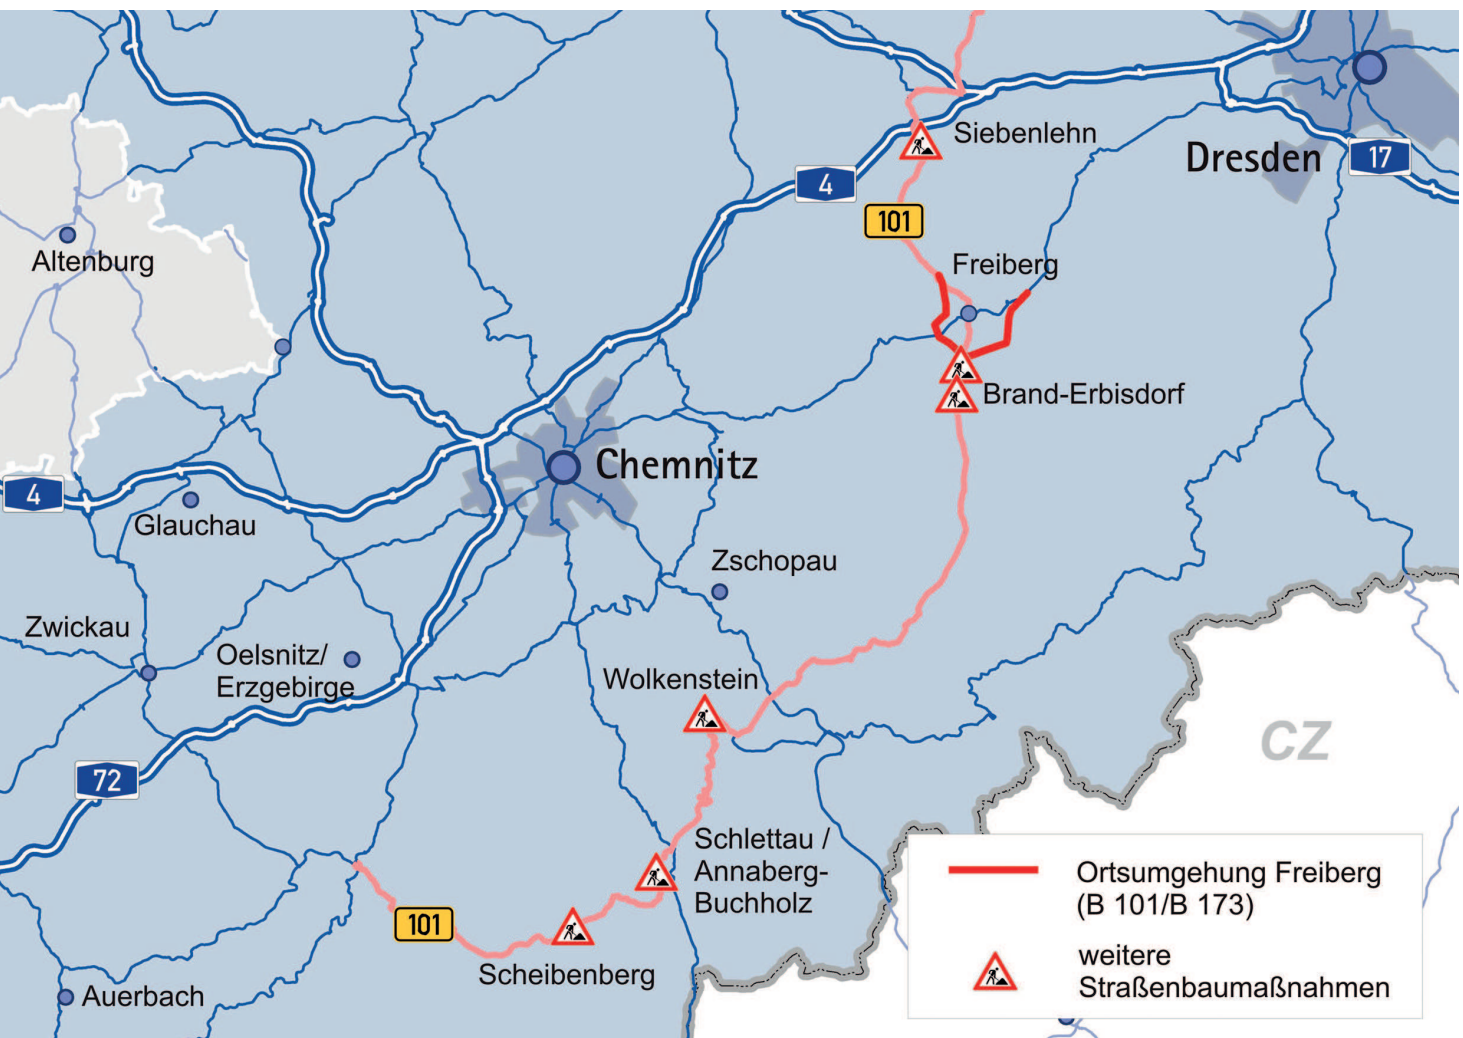 Siebenlehn
Dresden
17
4
101
Freiberg
Altenburg
Brand-Erbisdorf
Chemnitz
4
Glauchau
Zschopau
Zwickau
Oelsnitz/
Erzgebirge
Wolkenstein
CZ
72
Schlettau /
Annaberg-
Buchholz
101
Scheibenberg
Auerbach
Ortsumgehung Freiberg
(B 101/B 173)
weitere
Straßenbaumaßnahmen